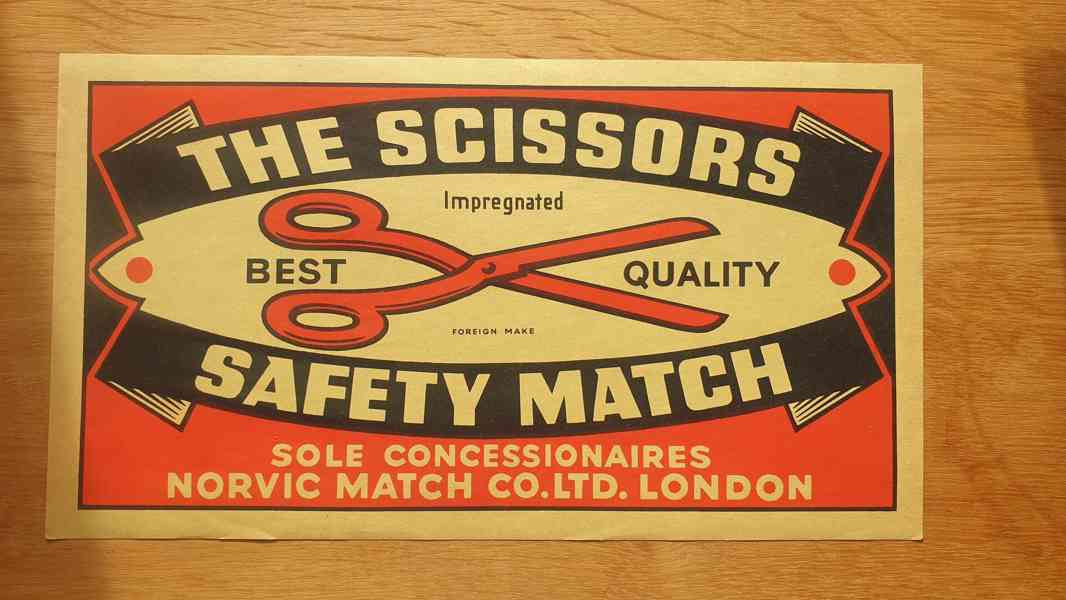 THE SCISSORS
Impregnated
BEST QUALITY
FOREIGN MAKE
SAFETY MATCH
SOLE CONCESSIONAIRES
NORVIC MATCH CO.LTD. LONDON